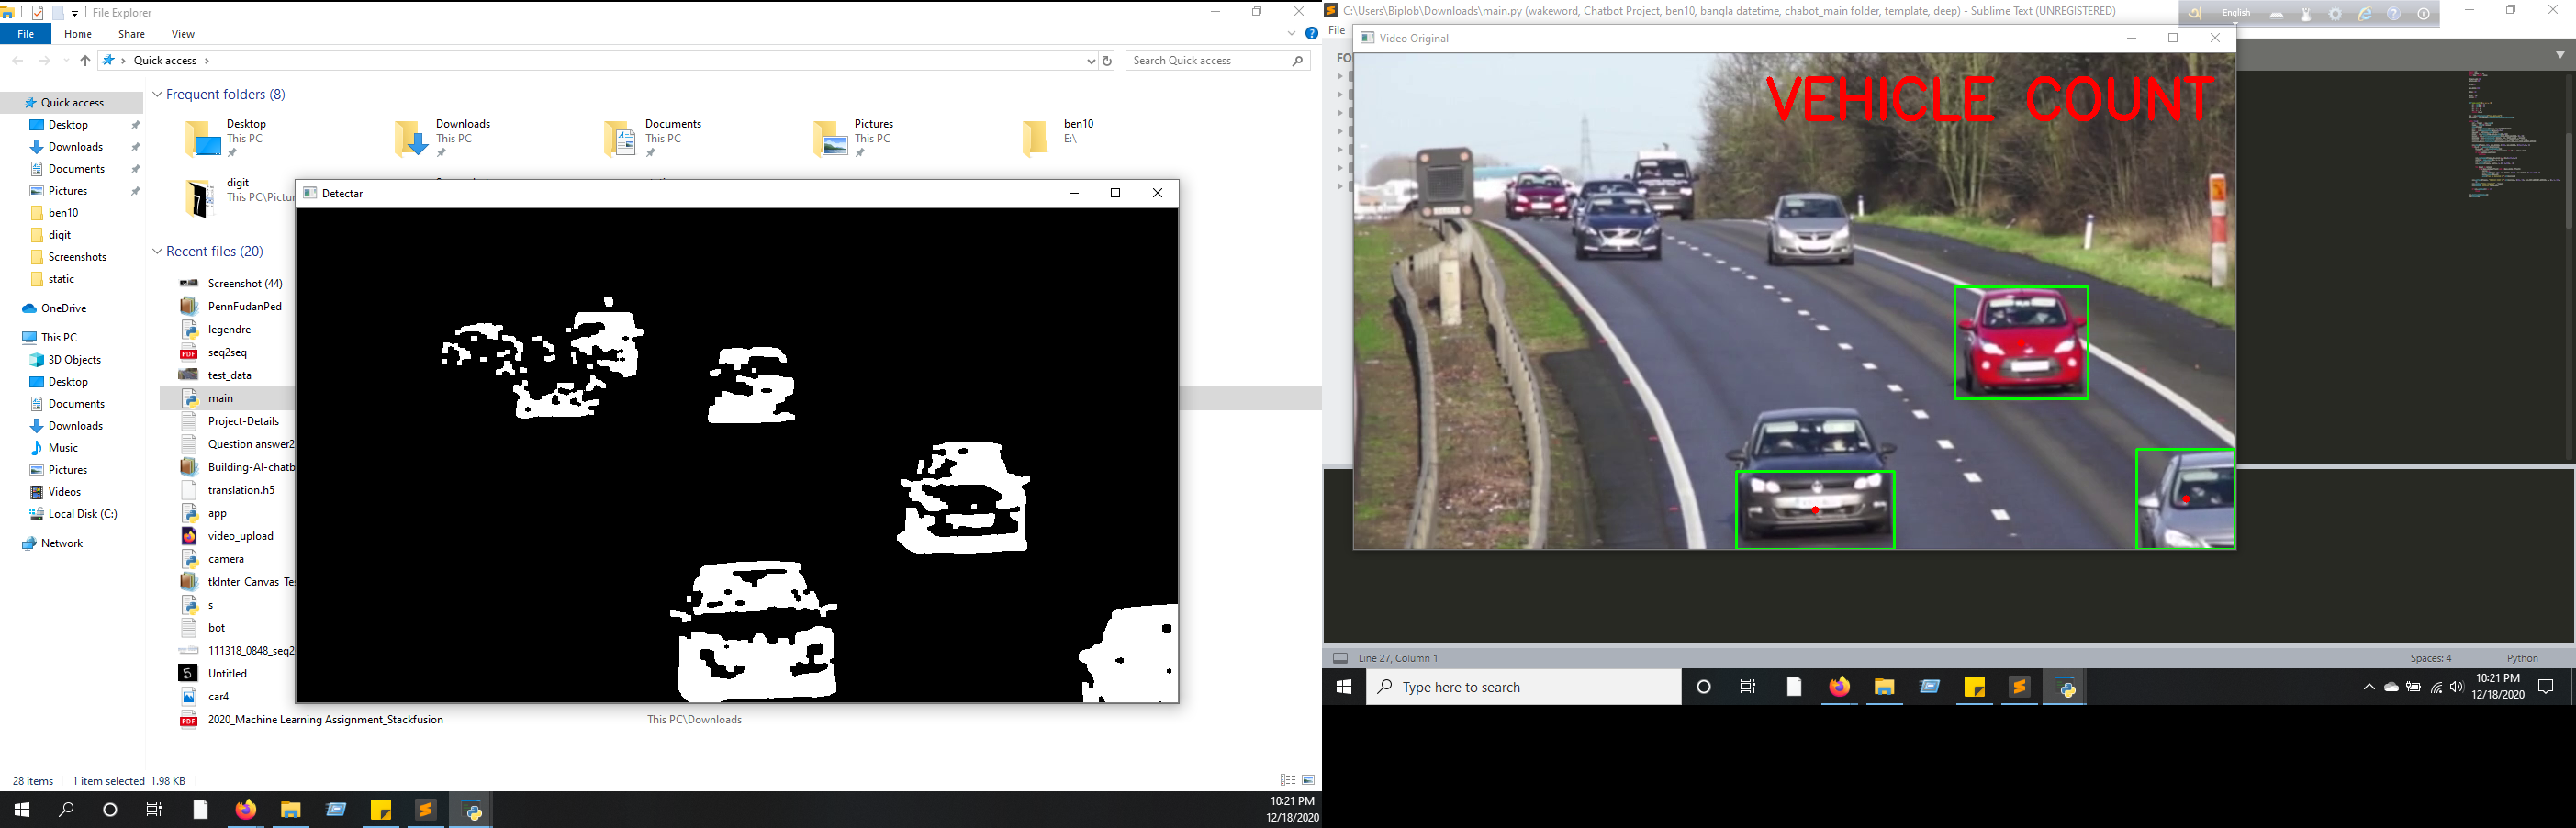 File Explorer
File Home Share View
Quick access
Search Quick access
Quick access
Desktop
Downloads
Documents
Pictures
ben10
digit
Screenshots
static
OneDrive
This PC
3D Objects
Desktop
Documents
Downloads
Music
Pictures
Videos
Local Disk (C:)
Network
Frequent folders (8)
Desktop
This PC
Downloads
This PC
Documents
This PC
Pictures
This PC
ben10
E:\
digit
This PC\Pictur
Detectar
Recent files (20)
Screenshot (44)
PennFudanPed
legendre
seq2seq
test_data
main
Project-Details
Question answer2
Building-AI-chatb
translation.h5
app
video_upload
camera
tkInter_Canvas_Tes
s
bot
111318_0848_seq2
Untitled
car4
2020_Machine Learning Assignment_Stackfusion
This PC\Downloads
28 items 1 item selected 1.98 KB
10:21 PM
12/18/2020
C:\Users\Biplob\Downloads\main.py (wakeword, Chatbot Project, ben10, bangla datetime, chabot_main folder, template, deep) - Sublime Text (UNREGISTERED)
English
File
FO
Video Original
VEHICLE COUNT
Line 27, Column 1
Spaces: 4
Python
Type here to search
10:21 PM
12/18/2020